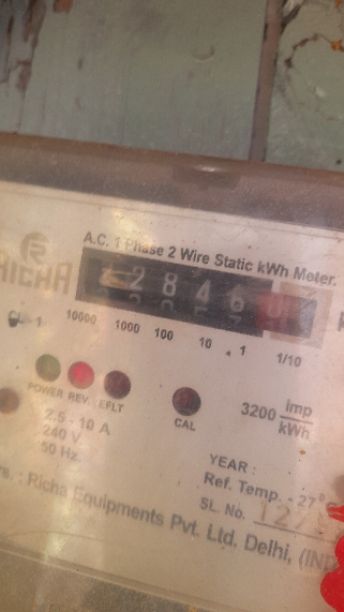 A.C. 1 Phase 2 Wire Static kWh Meter.
RICHA
2846
10000 1000 100 10 1 1/10
POWER REV EFLT
CAL
3200 imp/kWh
2.5 - 10 A
240 V
50 Hz.
YEAR :
Ref. Temp. - 27°
SL. No.
Richa Equipments Pvt. Ltd. Delhi,